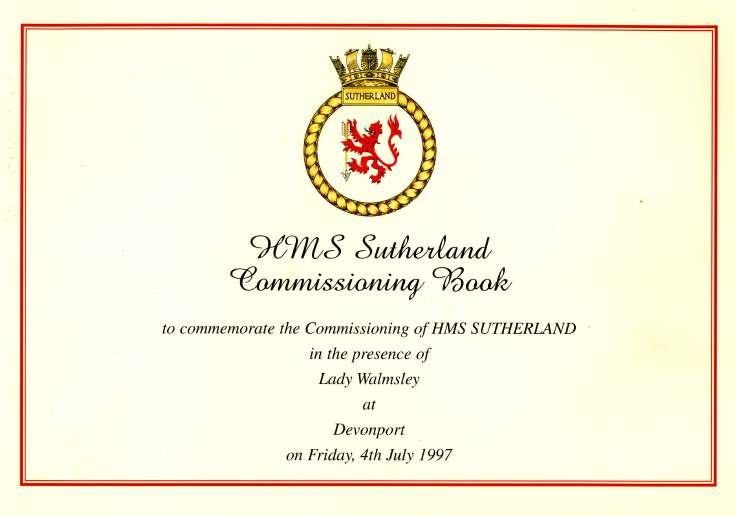 SUTHERLAND
HMS Sutherland
Commissioning Book
to commemorate the Commissioning of HMS SUTHERLAND
in the presence of
Lady Walmsley
at
Devonport
on Friday, 4th July 1997